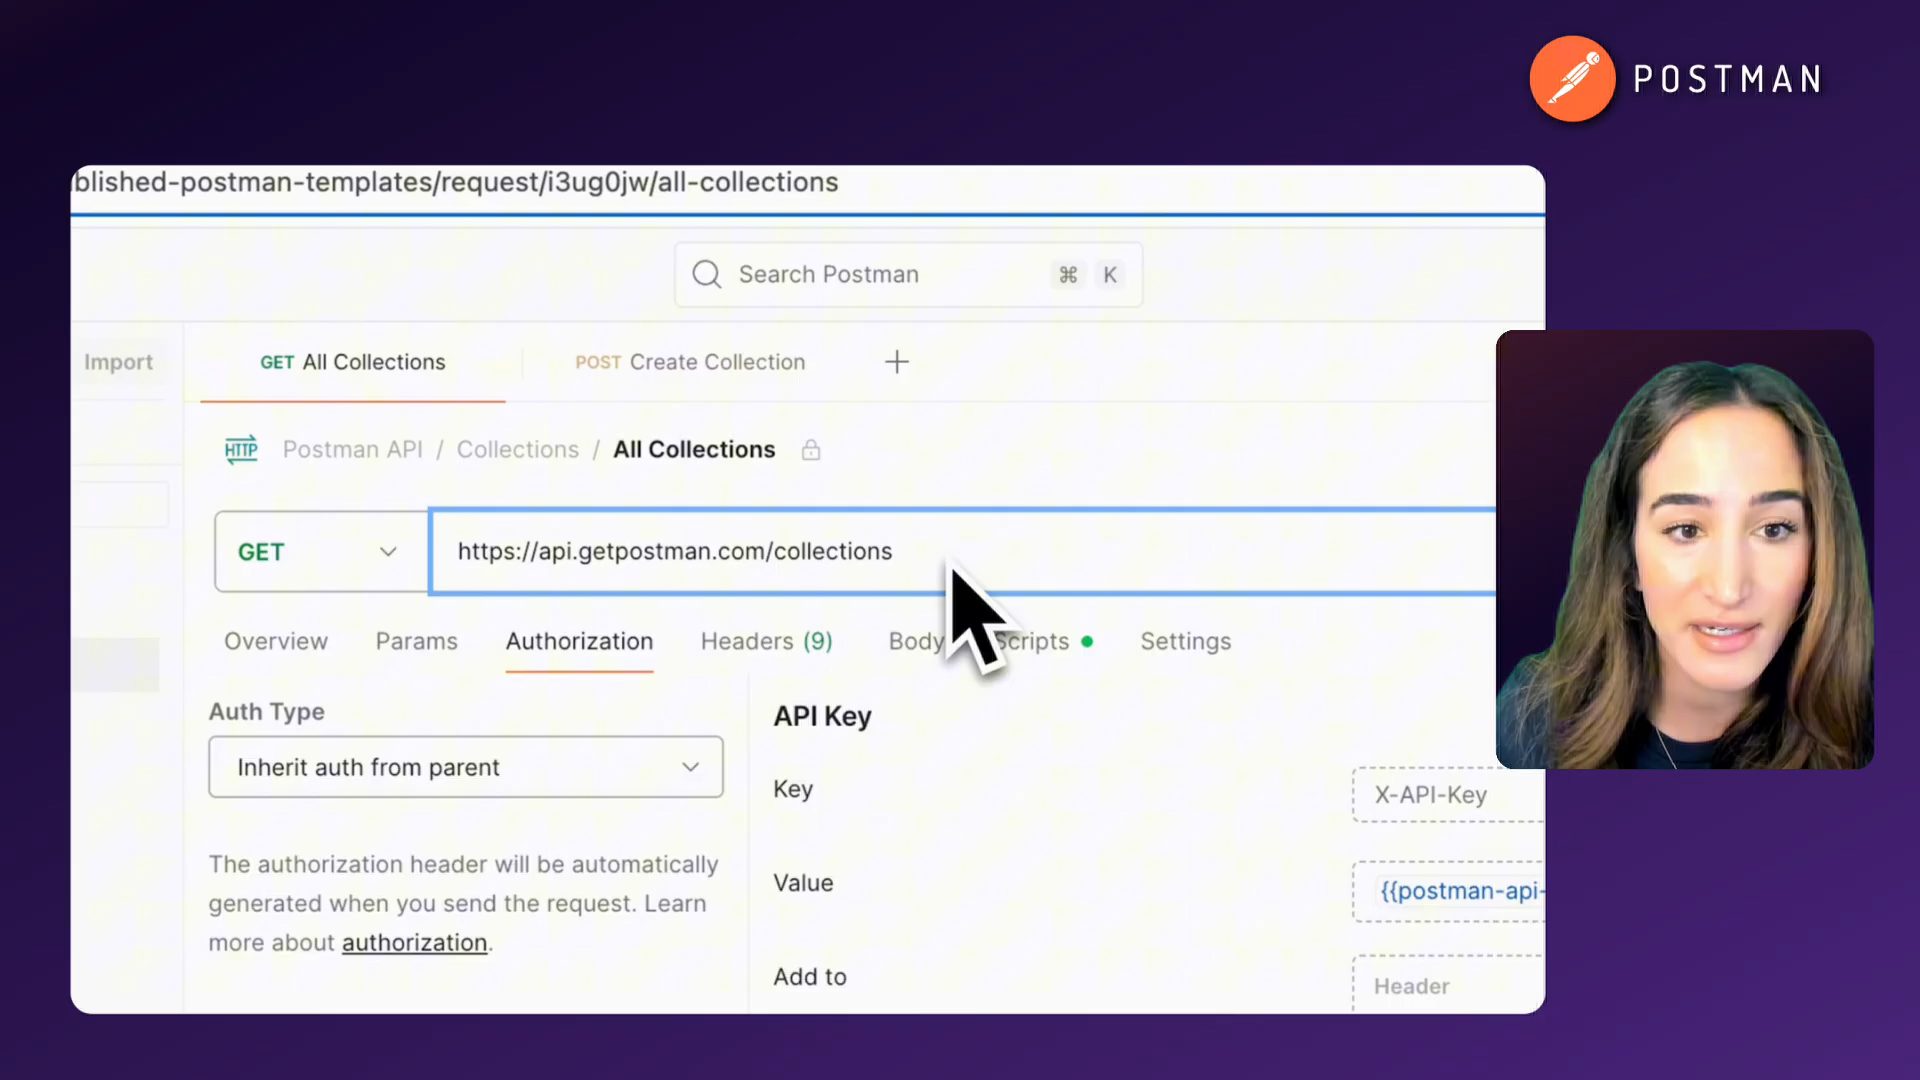 POSTMAN
blished-postman-templates/request/i3ug0jw/all-collections
Search Postman ⌘ K
Import
GET All Collections
POST Create Collection
HTTP Postman API / Collections / All Collections
GET
https://api.getpostman.com/collections
Overview Params Authorization Headers (9) Body Scripts Settings
Auth Type
Inherit auth from parent
The authorization header will be automatically
generated when you send the request. Learn
more about authorization.
API Key
Key
X-API-Key
Value
{{postman-api-
Add to
Header